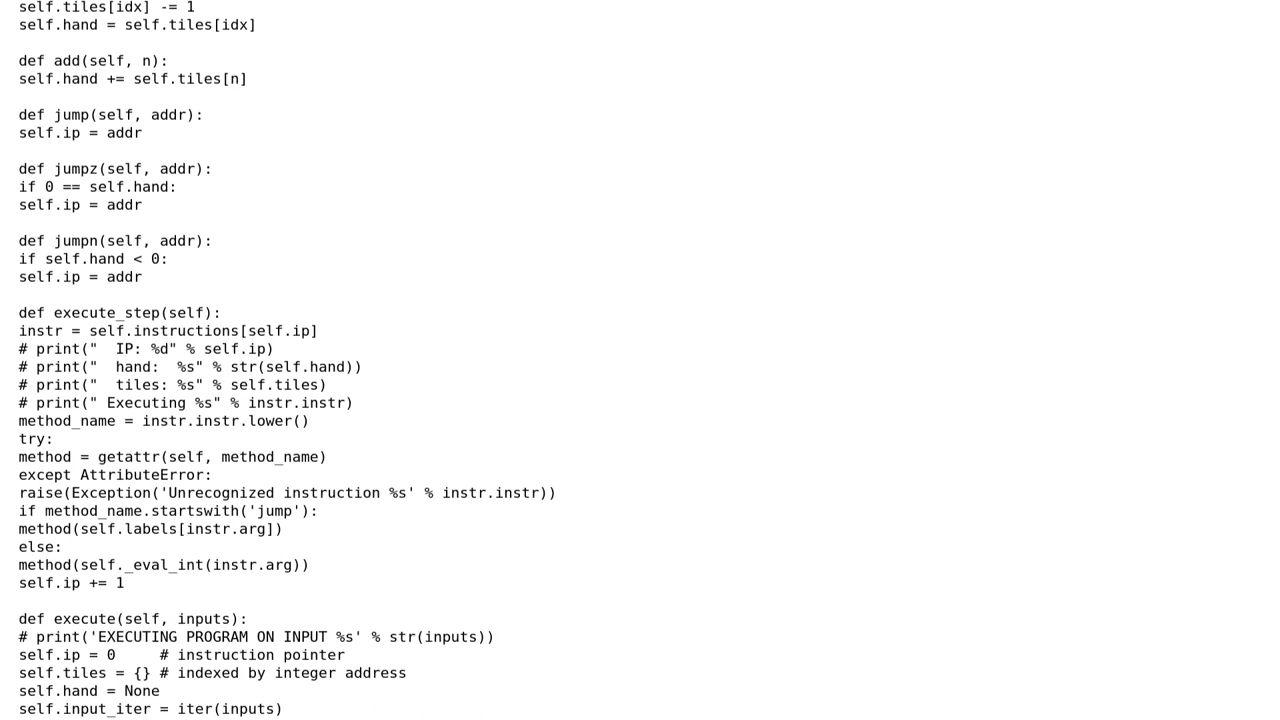 self.tiles[idx] -= 1
self.hand = self.tiles[idx]

def add(self, n):
self.hand += self.tiles[n]

def jump(self, addr):
self.ip = addr

def jumpz(self, addr):
if 0 == self.hand:
self.ip = addr

def jumpn(self, addr):
if self.hand < 0:
self.ip = addr

def execute_step(self):
instr = self.instructions[self.ip]
# print("  IP: %d" % self.ip)
# print("  hand:  %s" % str(self.hand))
# print("  tiles: %s" % self.tiles)
# print(" Executing %s" % instr.instr)
method_name = instr.instr.lower()
try:
method = getattr(self, method_name)
except AttributeError:
raise(Exception('Unrecognized instruction %s' % instr.instr))
if method_name.startswith('jump'):
method(self.labels[instr.arg])
else:
method(self._eval_int(instr.arg))
self.ip += 1

def execute(self, inputs):
# print('EXECUTING PROGRAM ON INPUT %s' % str(inputs))
self.ip = 0     # instruction pointer
self.tiles = {} # indexed by integer address
self.hand = None
self.input_iter = iter(inputs)